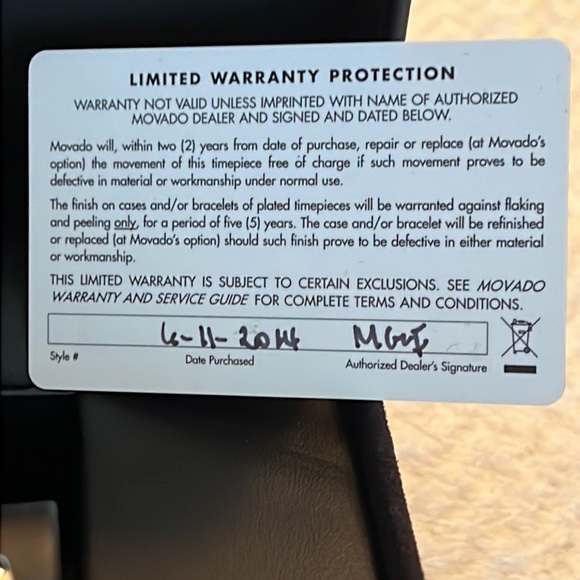 LIMITED WARRANTY PROTECTION
WARRANTY NOT VALID UNLESS IMPRINTED WITH NAME OF AUTHORIZED
MOVADO DEALER AND SIGNED AND DATED BELOW.
Movado will, within two (2) years from date of purchase, repair or replace (at Movado's
option) the movement of this timepiece free of charge if such movement proves to be
defective in material or workmanship under normal use.
The finish on cases and/or bracelets of plated timepieces will be warranted against flaking
and peeling only, for a period of five (5) years. The case and/or bracelet will be refinished
or replaced (at Movado's option) should such finish prove to be defective in either material
or workmanship.
THIS LIMITED WARRANTY IS SUBJECT TO CERTAIN EXCLUSIONS. SEE MOVADO
WARRANTY AND SERVICE GUIDE FOR COMPLETE TERMS AND CONDITIONS.
6-11-2014
Style # Date Purchased Authorized Dealer's Signature